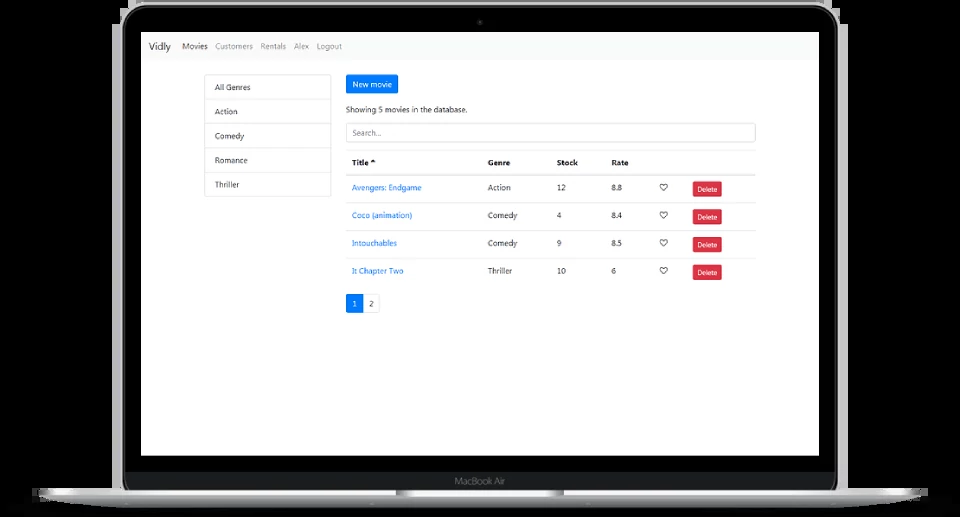 Vidly Movies Customers Rentals Alex Logout
All Genres
Action
Comedy
Romance
Thriller
New movie
Showing 5 movies in the database.
Search...
Title Genre Stock Rate
Avengers: Endgame Action 12 8.8 Delete
Coco (animation) Comedy 4 8.4 Delete
Intouchables Comedy 9 8.5 Delete
It Chapter Two Thriller 10 6 Delete
1 2
MacBook Air